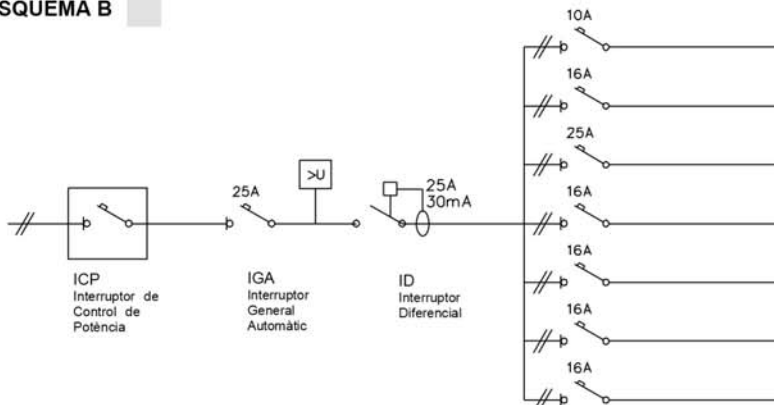 SQUEMA B
10A
16A
25A
16A
16A
16A
16A
25A
>U
25A
30mA
ICP
Interruptor de
Control de
Potència
IGA
Interruptor
General
Automàtic
ID
Interruptor
Diferencial